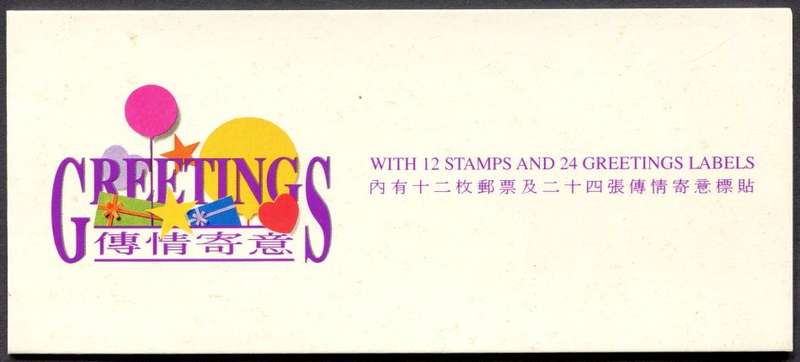 GREETINGS
傳情寄意
WITH 12 STAMPS AND 24 GREETINGS LABELS
內有十二枚郵票及二十四張傳情寄意標貼